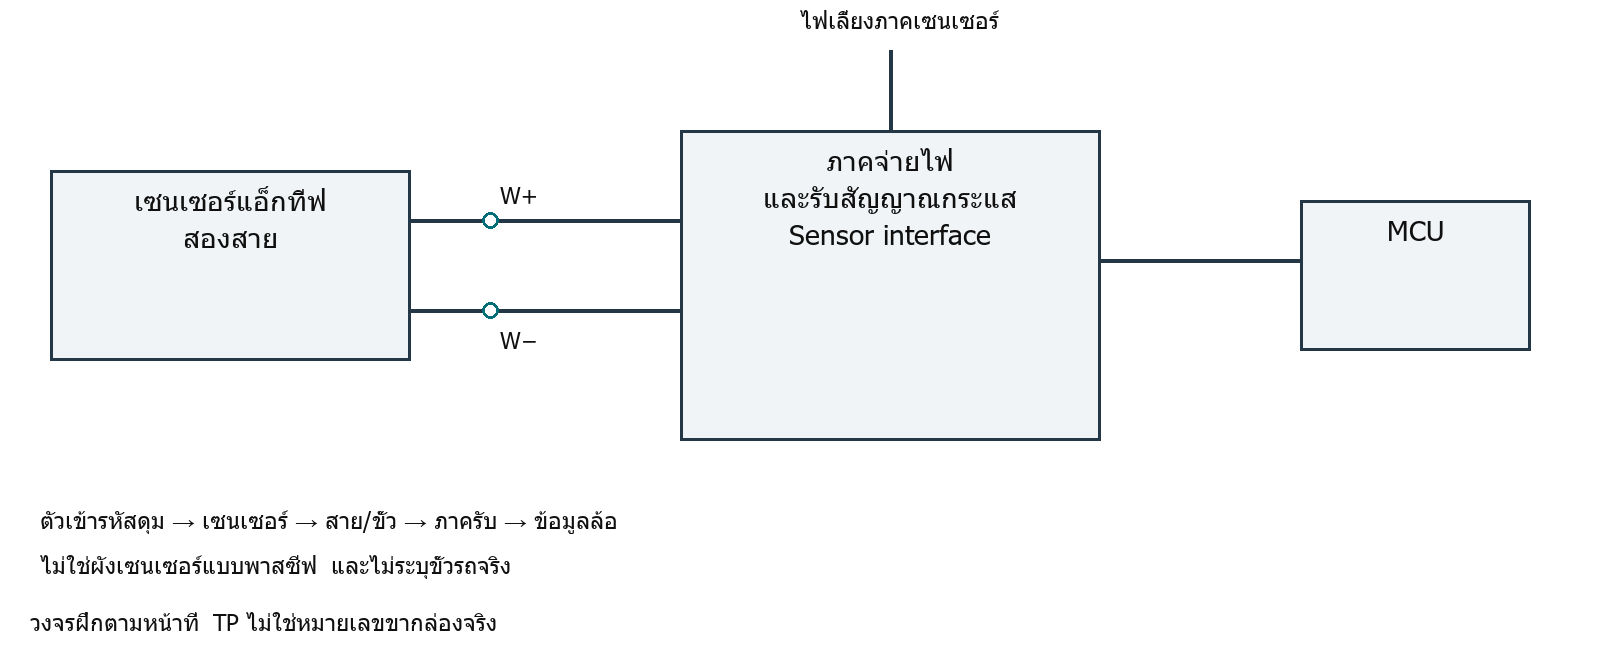 ไฟเลี้ยงภาคเซนเซอร์
เซนเซอร์แอ็กทีฟ
สองสาย
W+
W−
ภาคจ่ายไฟ
และรับสัญญาณกระแส
Sensor interface
MCU
ตัวเข้ารหัสดุม → เซนเซอร์ → สาย/ขั้ว → ภาครับ → ข้อมูลล้อ
ไม่ใช่ผังเซนเซอร์แบบพาสซีฟ และไม่ระบุขั้วรถจริง
วงจรฝึกตามหน้าที่ TP ไม่ใช่หมายเลขขากล่องจริง